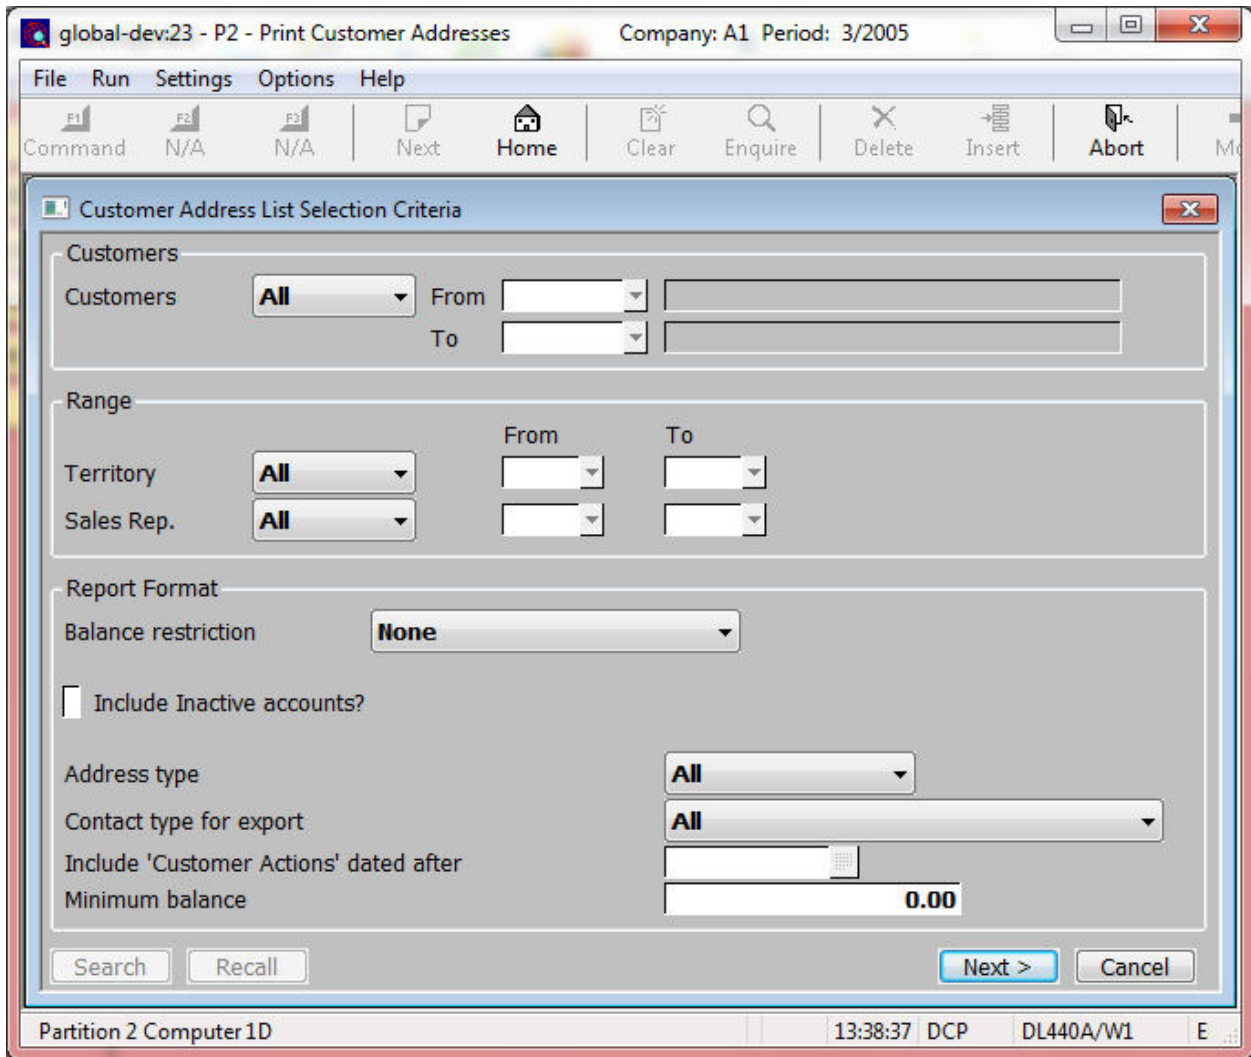 global-dev:23 - P2 - Print Customer Addresses Company: A1 Period: 3/2005
File Run Settings Options Help
F1 F2 F3
Command N/A N/A Next Home Clear Enquire Delete Insert Abort
Customer Address List Selection Criteria
Customers
Customers All From
To
Range
From To
Territory All
Sales Rep. All
Report Format
Balance restriction None
Include Inactive accounts?
Address type All
Contact type for export All
Include 'Customer Actions' dated after
Minimum balance 0.00
Search Recall Next > Cancel
Partition 2 Computer 1D 13:38:37 DCP DL440A/W1 E